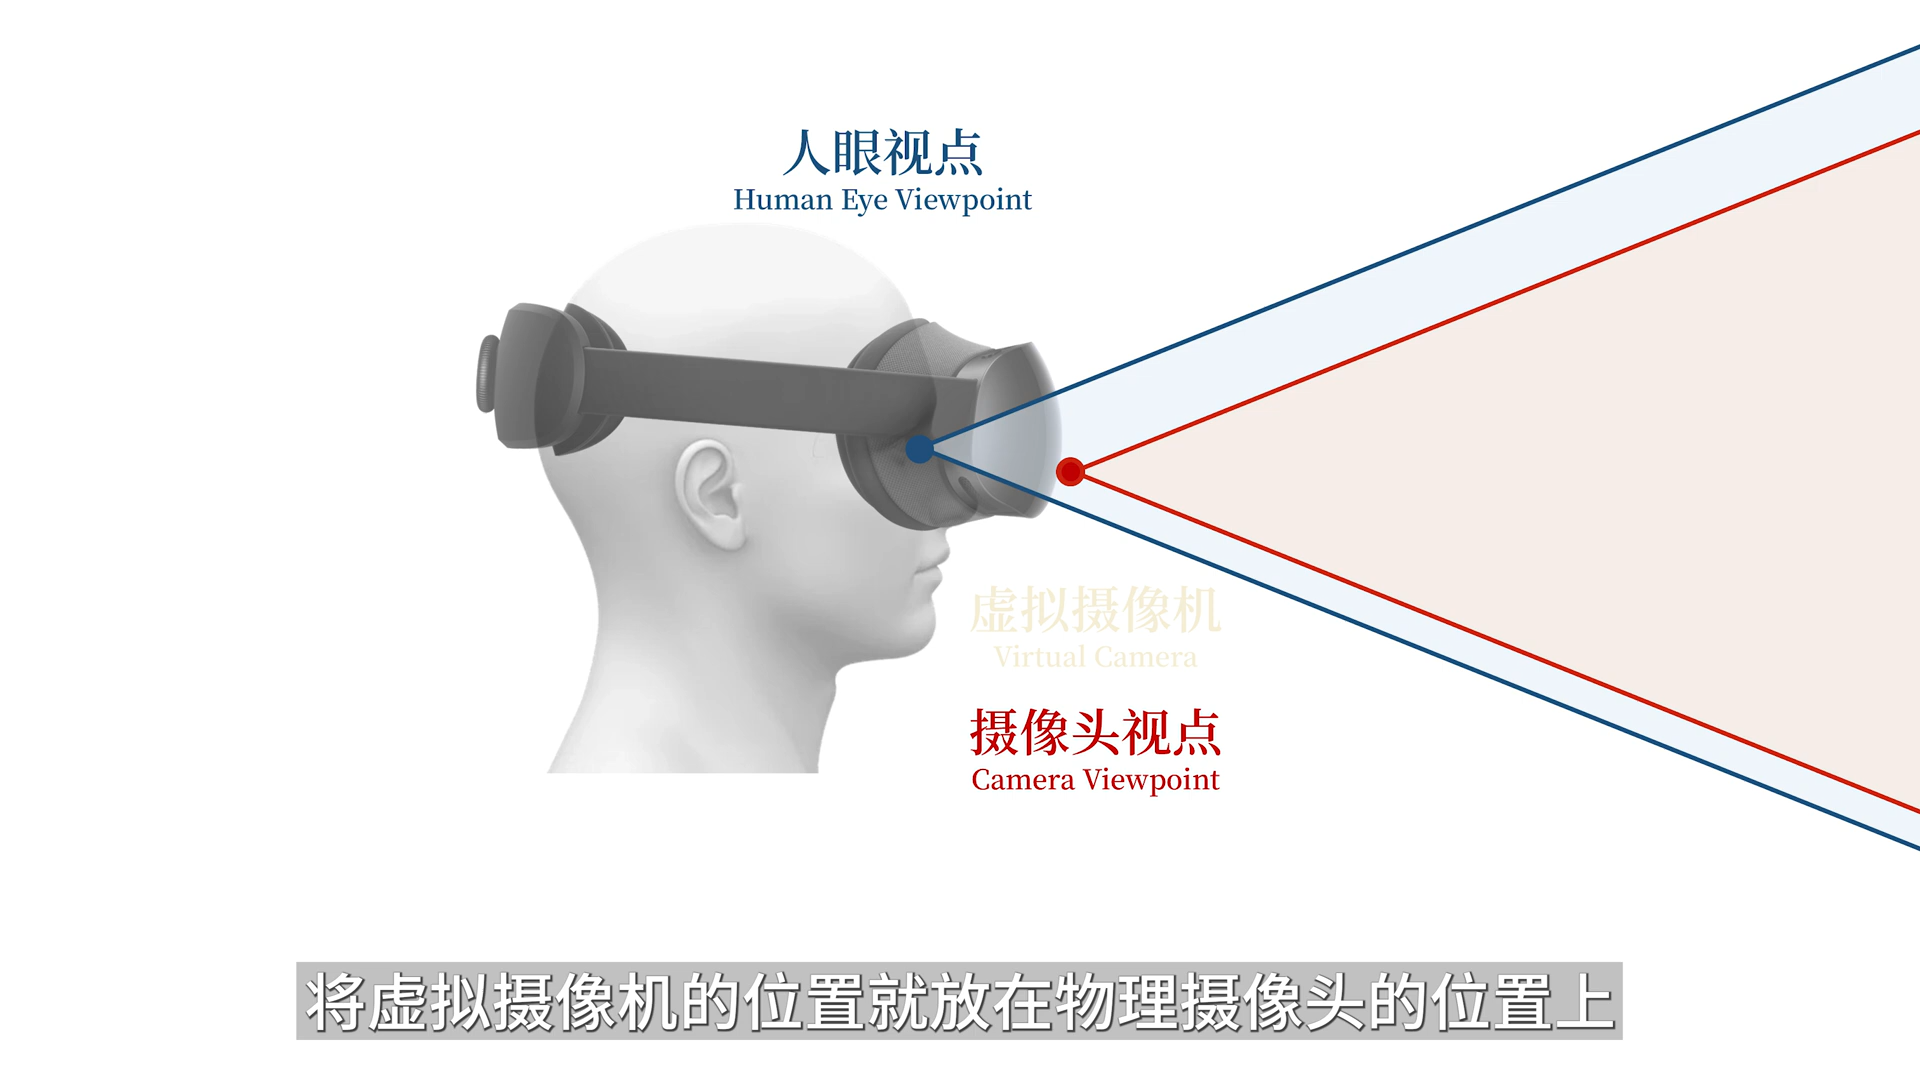 人眼视点
Human Eye Viewpoint
虚拟摄像机
Virtual Camera
摄像头视点
Camera Viewpoint
将虚拟摄像机的位置就放在物理摄像头的位置上